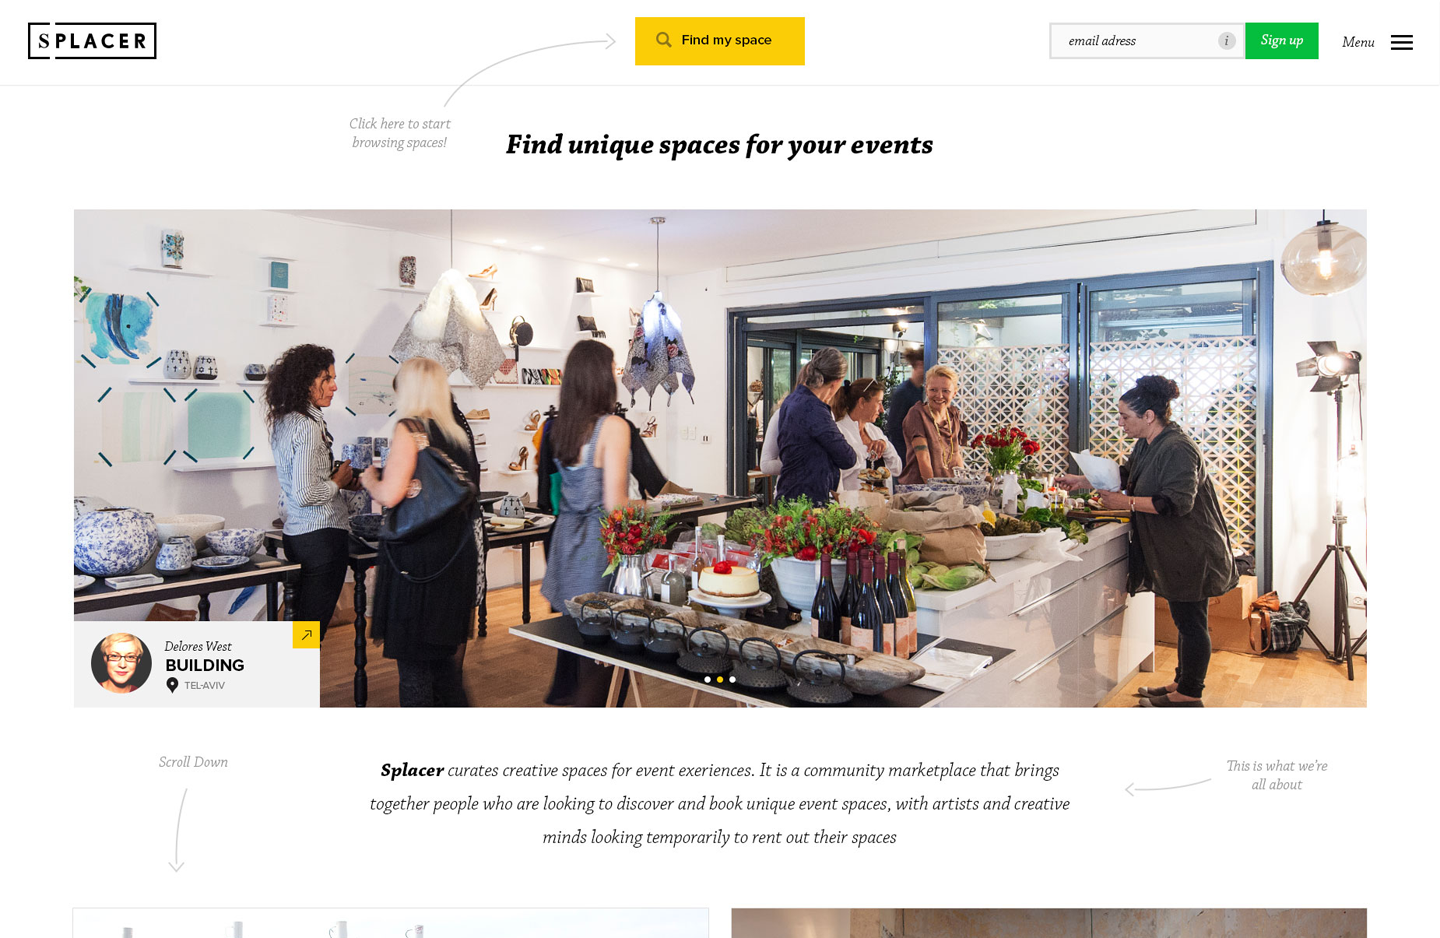 SPLACER
Find my space
email adress
i
Sign up
Menu
Click here to start
browsing spaces!
Find unique spaces for your events
Delores West
BUILDING
TEL-AVIV
Scroll Down
Splacer curates creative spaces for event exeriences. It is a community marketplace that brings
together people who are looking to discover and book unique event spaces, with artists and creative
minds looking temporarily to rent out their spaces
This is what we're
all about